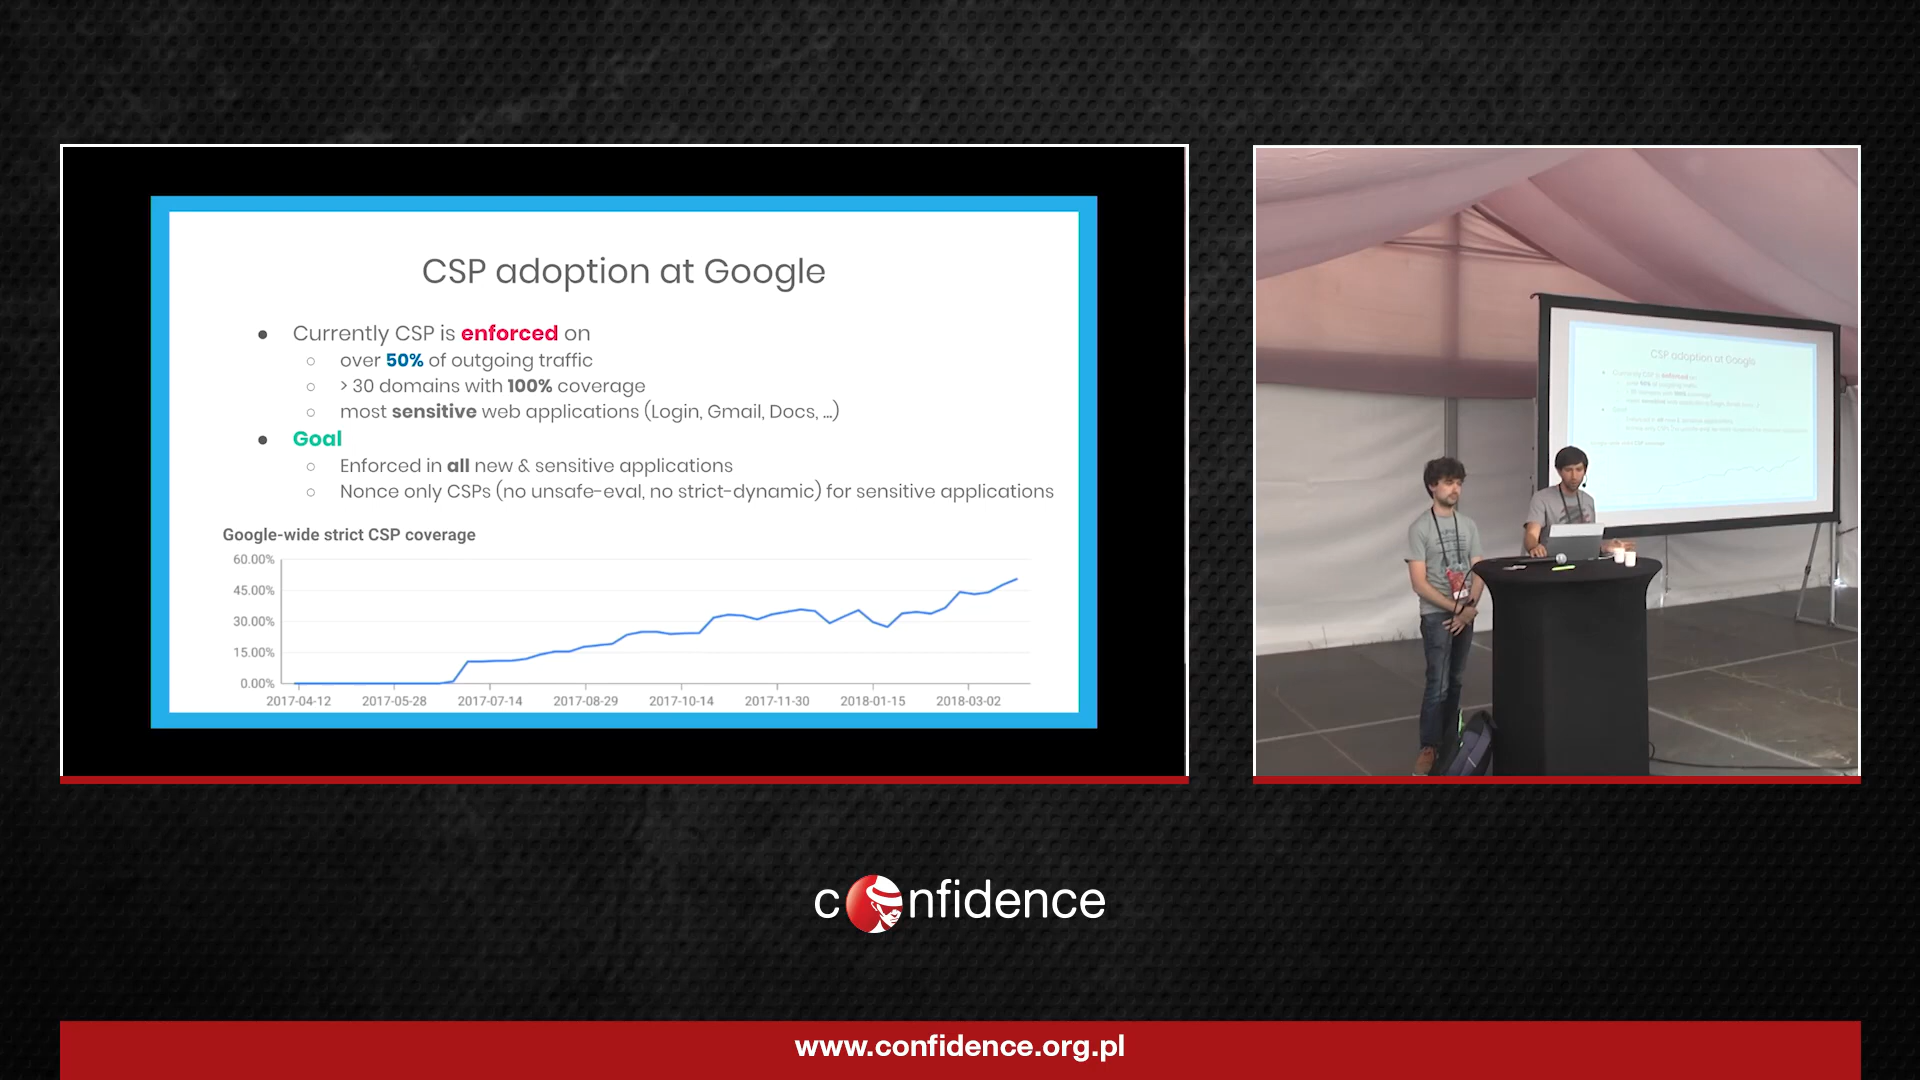 CSP adoption at Google
● Currently CSP is enforced on
○ over 50% of outgoing traffic
○ > 30 domains with 100% coverage
○ most sensitive web applications (Login, Gmail, Docs, ...)
● Goal
○ Enforced in all new & sensitive applications
○ Nonce only CSPs (no unsafe-eval, no strict-dynamic) for sensitive applications
Google-wide strict CSP coverage
60.00%
45.00%
30.00%
15.00%
0.00%
2017-04-12 2017-05-28 2017-07-14 2017-08-29 2017-10-14 2017-11-30 2018-01-15 2018-03-02
CSP adoption at Google
confidence
www.confidence.org.pl